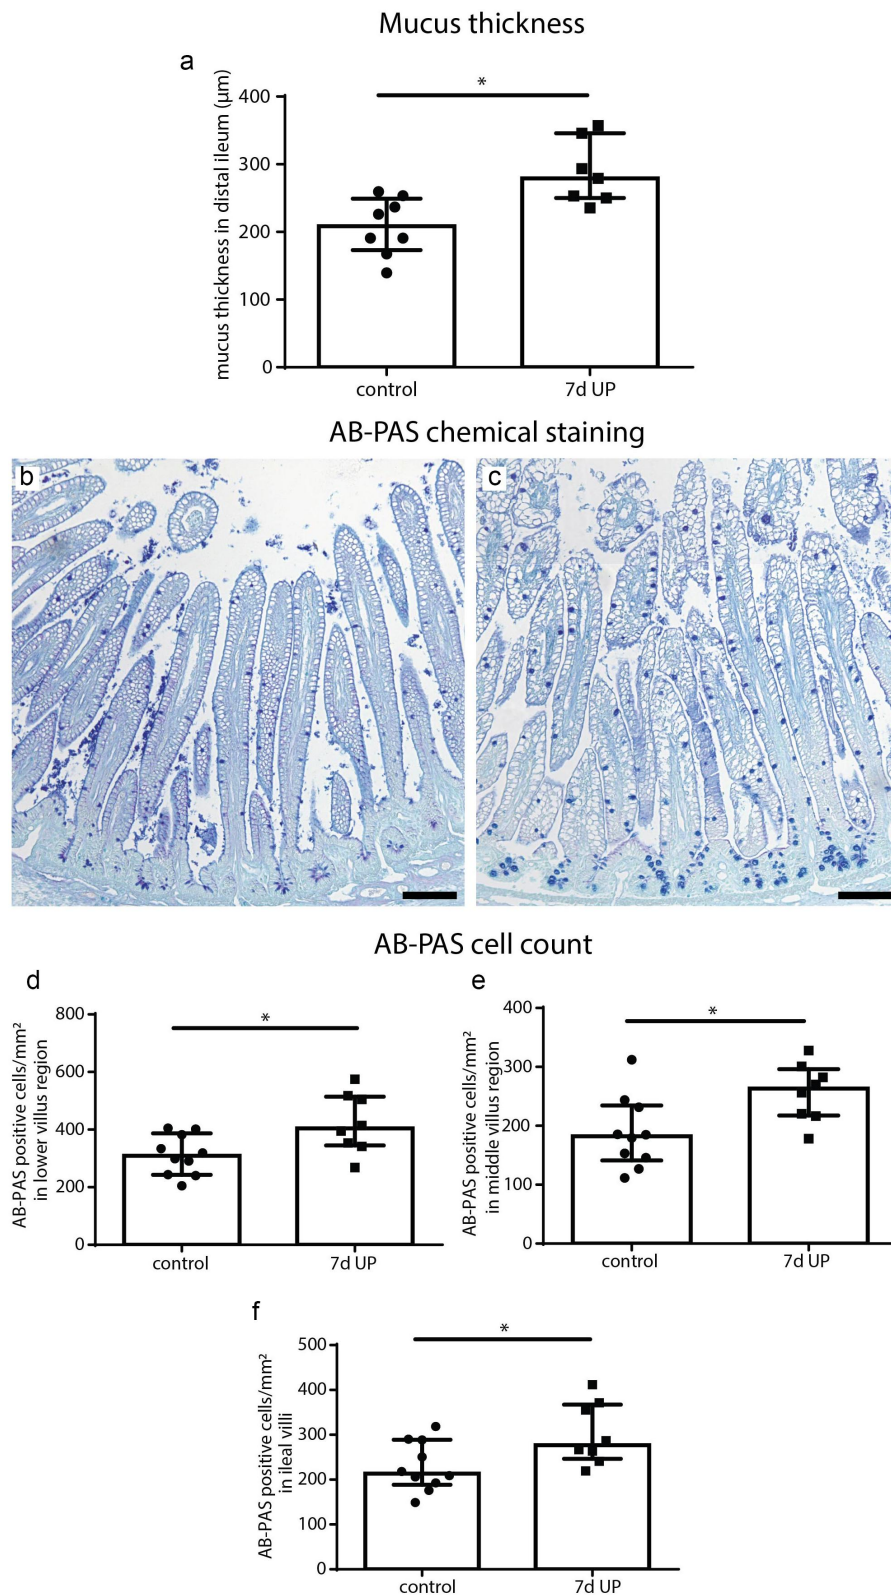 Mucus thickness
a
mucus thickness in distal ileum (µm)
400
300
200
100
0
*
control
7d UP
AB-PAS chemical staining
b
c
AB-PAS cell count
d
AB-PAS positive cells/mm²
in lower villus region
800
600
400
200
0
*
control
7d UP
e
AB-PAS positive cells/mm²
in middle villus region
400
300
200
100
0
*
control
7d UP
f
AB-PAS positive cells/mm²
in ileal villi
500
400
300
200
100
0
*
control
7d UP